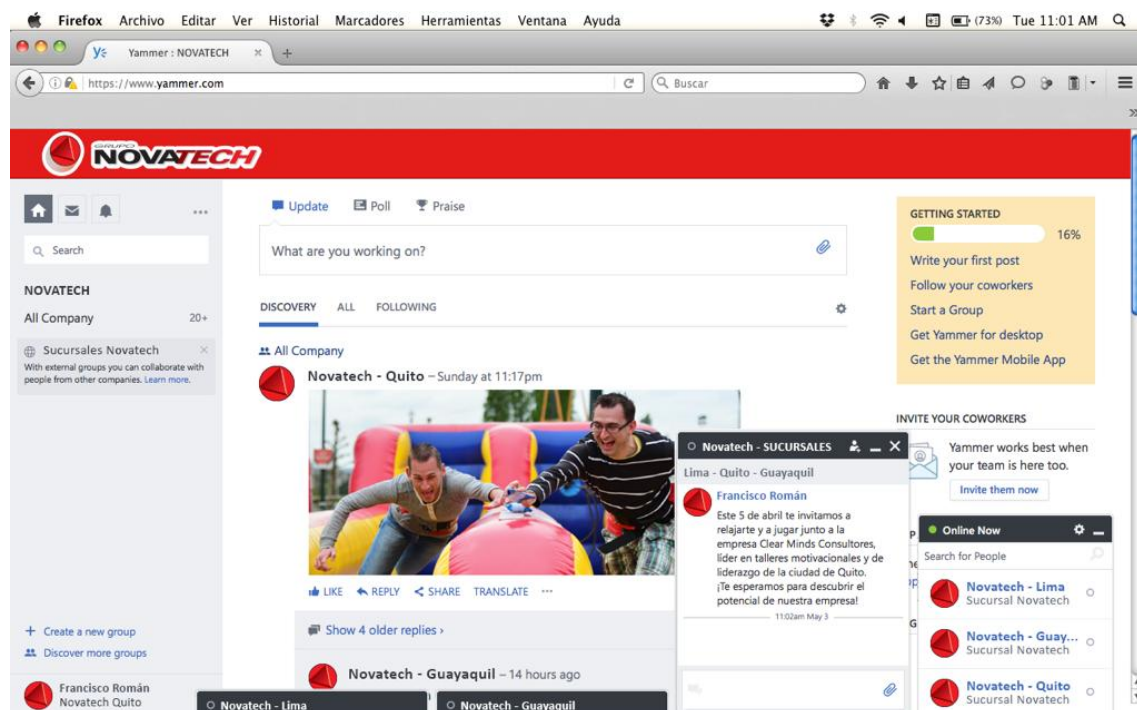 Firefox Archivo Editar Ver Historial Marcadores Herramientas Ventana Ayuda
(73%) Tue 11:01 AM
Yammer : NOVATECH
https://www.yammer.com
Buscar
GRUPO
NOVATECH
Search
NOVATECH
All Company 20+
Sucursales Novatech
With external groups you can collaborate with
people from other companies. Learn more.
+ Create a new group
Discover more groups
Francisco Román
Novatech Quito
Update Poll Praise
What are you working on?
DISCOVERY ALL FOLLOWING
All Company
Novatech - Quito – Sunday at 11:17pm
LIKE REPLY SHARE TRANSLATE ...
Show 4 older replies ›
Novatech - Guayaquil – 14 hours ago
Novatech - Lima
Novatech - Guayaquil
GETTING STARTED
16%
Write your first post
Follow your coworkers
Start a Group
Get Yammer for desktop
Get the Yammer Mobile App
INVITE YOUR COWORKERS
Yammer works best when
your team is here too.
Invite them now
Novatech - SUCURSALES
Lima - Quito - Guayaquil
Francisco Román
Este 5 de abril te invitamos a
relajarte y a jugar junto a la
empresa Clear Minds Consultores,
líder en talleres motivacionales y de
liderazgo de la ciudad de Quito.
¡Te esperamos para descubrir el
potencial de nuestra empresa!
11:02am May 3
Online Now
Search for People
Novatech - Lima
Sucursal Novatech
Novatech - Guay...
Sucursal Novatech
Novatech - Quito
Sucursal Novatech